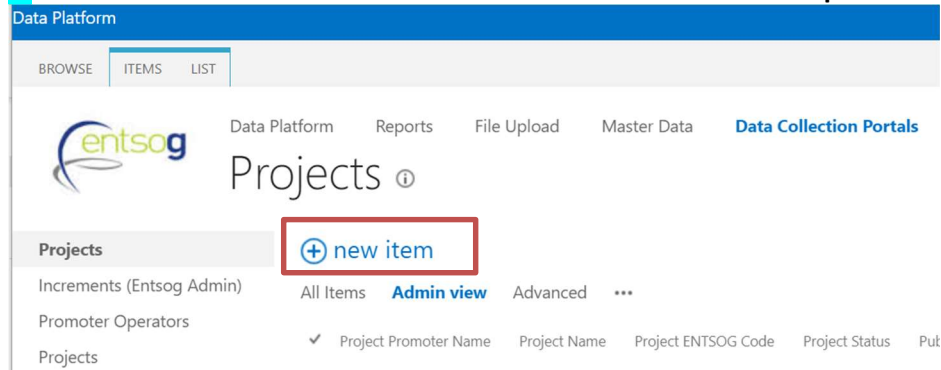 Data Platform
BROWSE ITEMS LIST
entsog
Data Platform Reports File Upload Master Data Data Collection Portals
Projects
Projects
new item
Increments (Entsog Admin)
All Items Admin view Advanced ...
Promoter Operators
Project Promoter Name Project Name Project ENTSOG Code Project Status Pub
Projects